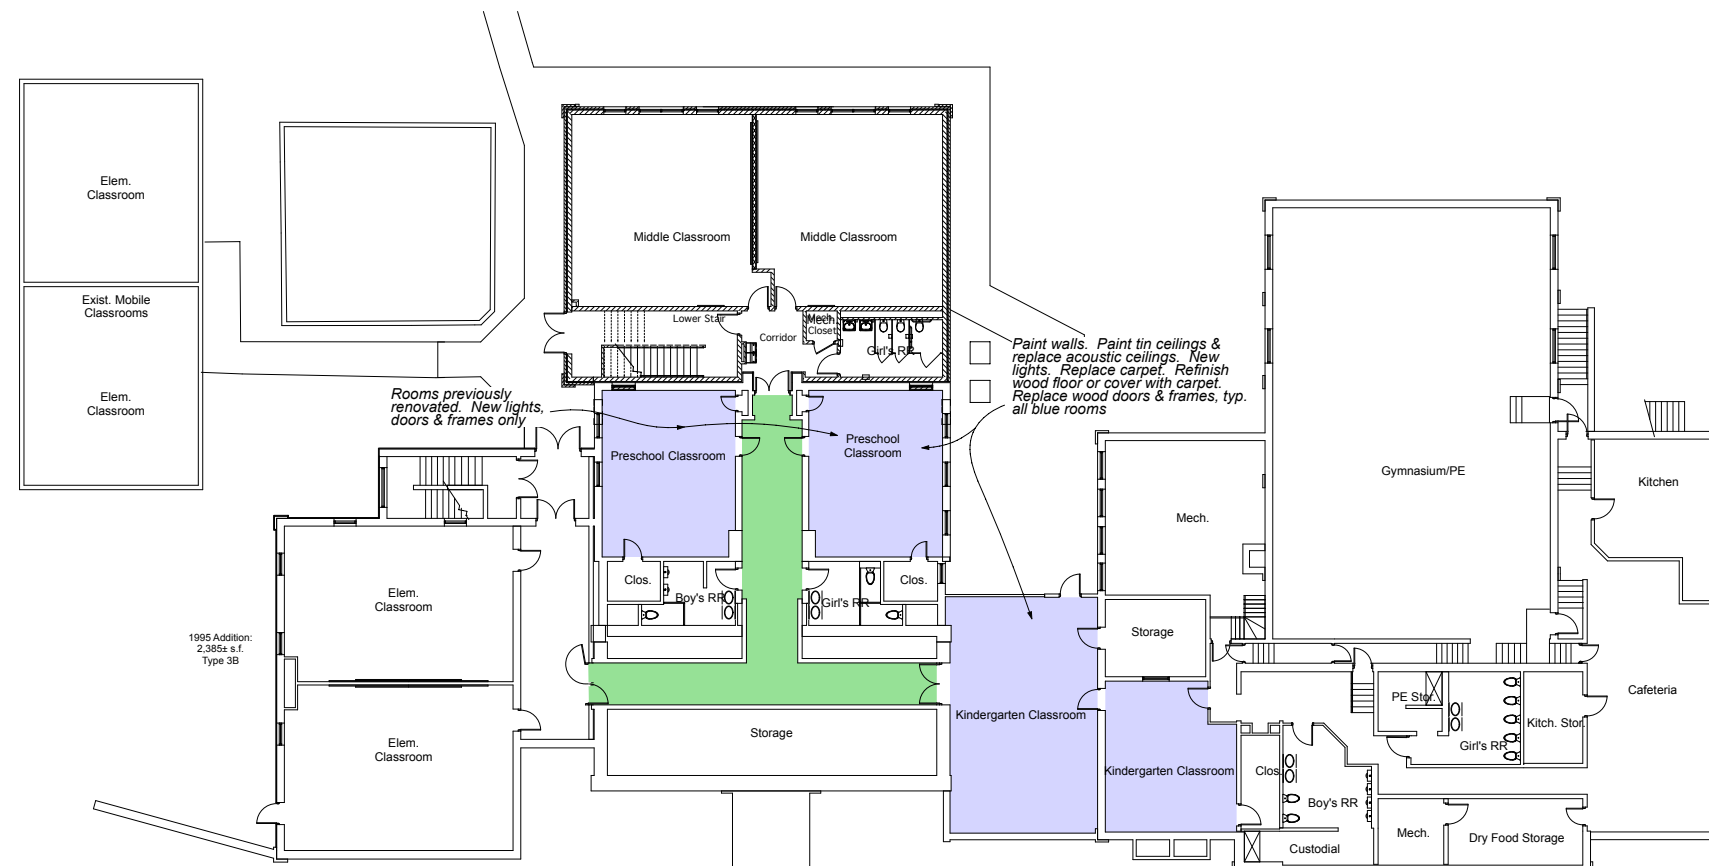 Elem.
Classroom
Exist. Mobile
Classrooms
Elem.
Classroom
Middle Classroom
Middle Classroom
Lower Stair
Corridor
Mech.
Mech.
Closet
Girl's RR
Paint walls.  Paint tin ceilings &
replace acoustic ceilings.  New
lights.  Replace carpet.  Refinish
wood floor or cover with carpet.
Replace wood doors & frames, typ.
all blue rooms
Rooms previously
renovated.  New lights,
doors & frames only
Preschool Classroom
Preschool
Classroom
Gymnasium/PE
Kitchen
Mech.
Clos.
Boy's RR
Girl's RR
Clos.
Elem.
Classroom
1995 Addition:
2,385± s.f.
Type 3B
Storage
Elem.
Classroom
Storage
Kindergarten Classroom
Kindergarten Classroom
PE Stor.
Girl's RR
Kitch. Stor.
Cafeteria
Clos.
Boy's RR
Custodial
Mech.
Dry Food Storage